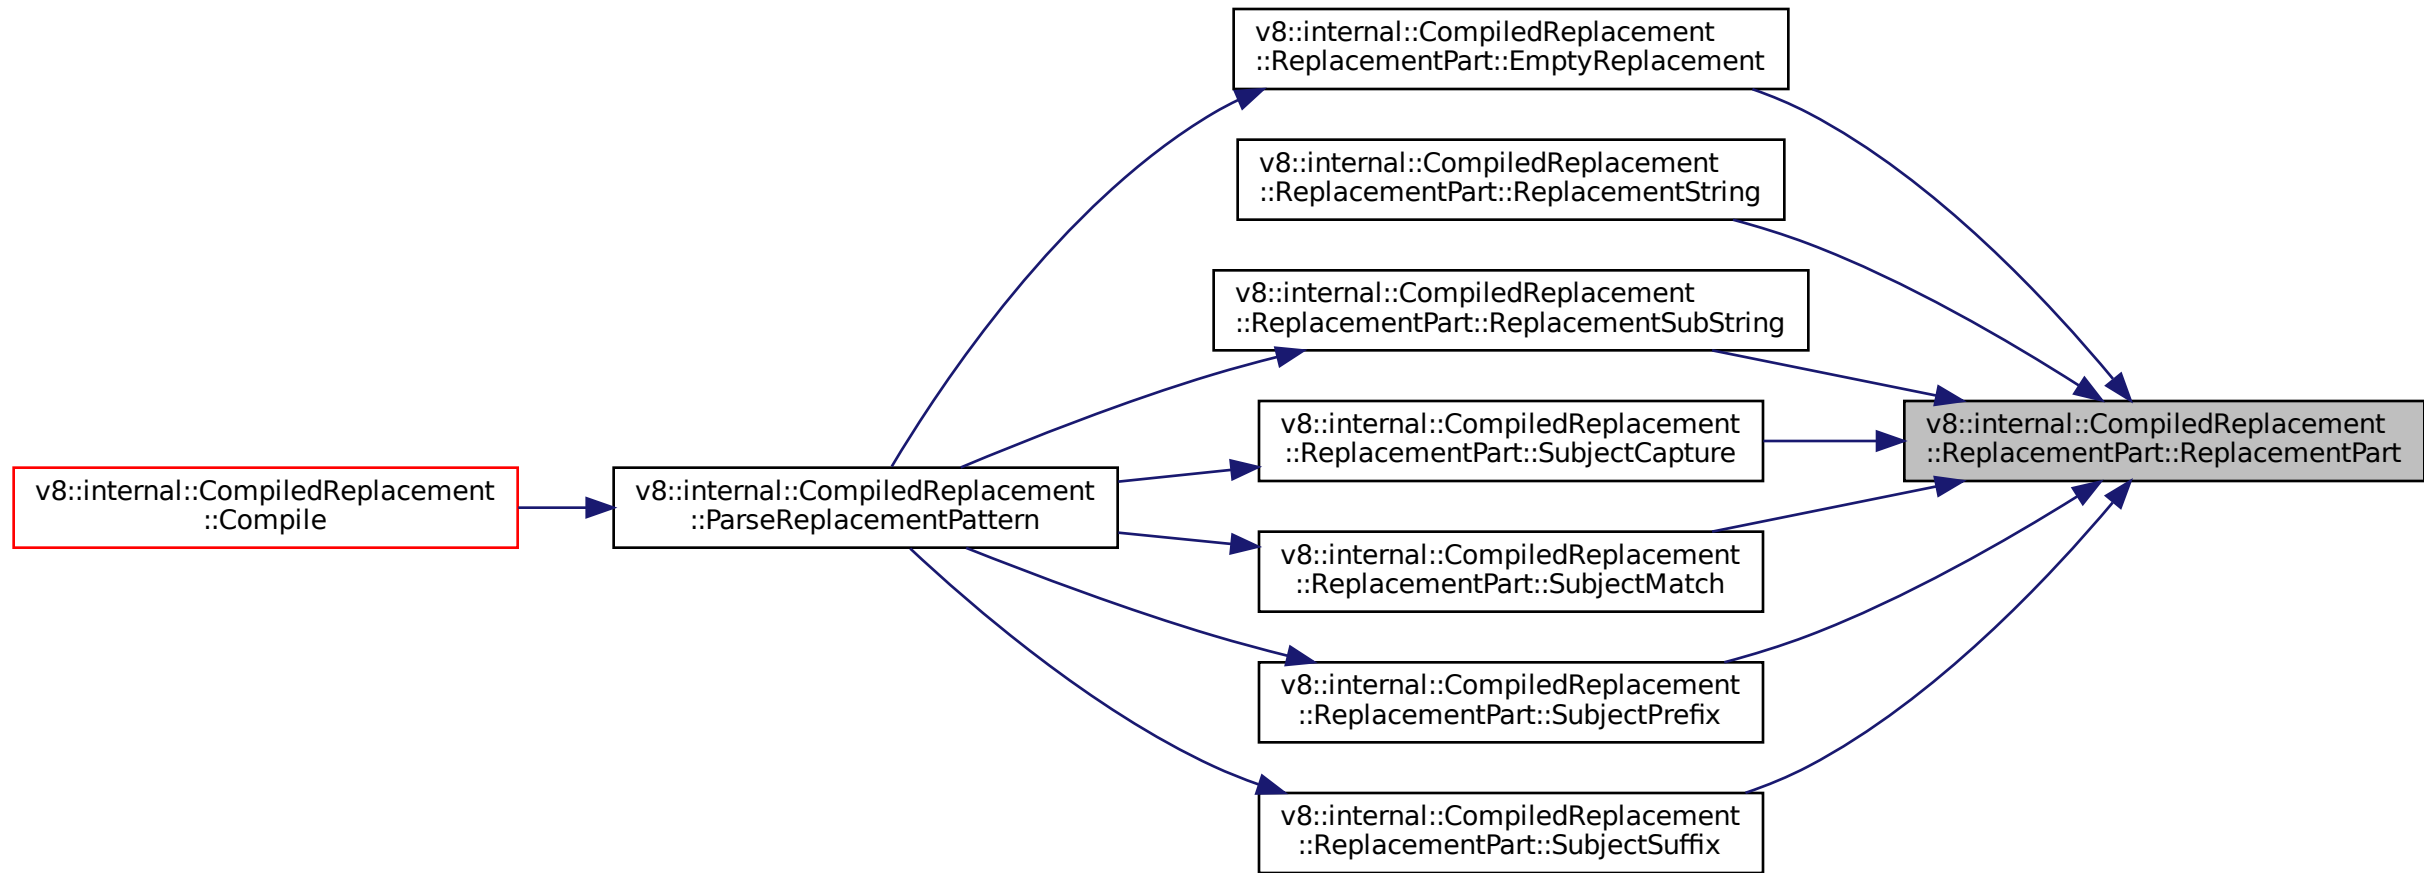 v8::internal::CompiledReplacement
::ReplacementPart::EmptyReplacement
v8::internal::CompiledReplacement
::ReplacementPart::ReplacementString
v8::internal::CompiledReplacement
::ReplacementPart::ReplacementSubString
v8::internal::CompiledReplacement
::ReplacementPart::SubjectCapture
v8::internal::CompiledReplacement
::ReplacementPart::ReplacementPart
v8::internal::CompiledReplacement
::Compile
v8::internal::CompiledReplacement
::ParseReplacementPattern
v8::internal::CompiledReplacement
::ReplacementPart::SubjectMatch
v8::internal::CompiledReplacement
::ReplacementPart::SubjectPrefix
v8::internal::CompiledReplacement
::ReplacementPart::SubjectSuffix